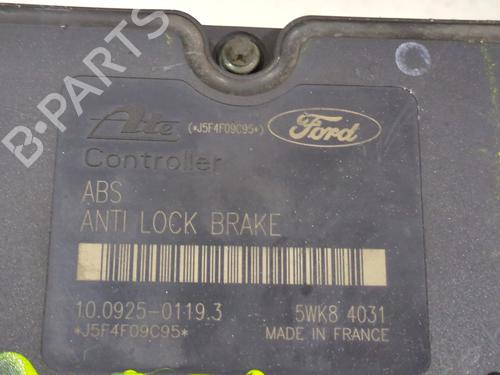 B-PARTS
Ate (*J5F4F09C95*) Ford
Controller
ABS
ANTI LOCK BRAKE
10.0925-0119.3 5WK8 4031
*J5F4F09C95* MADE IN FRANCE